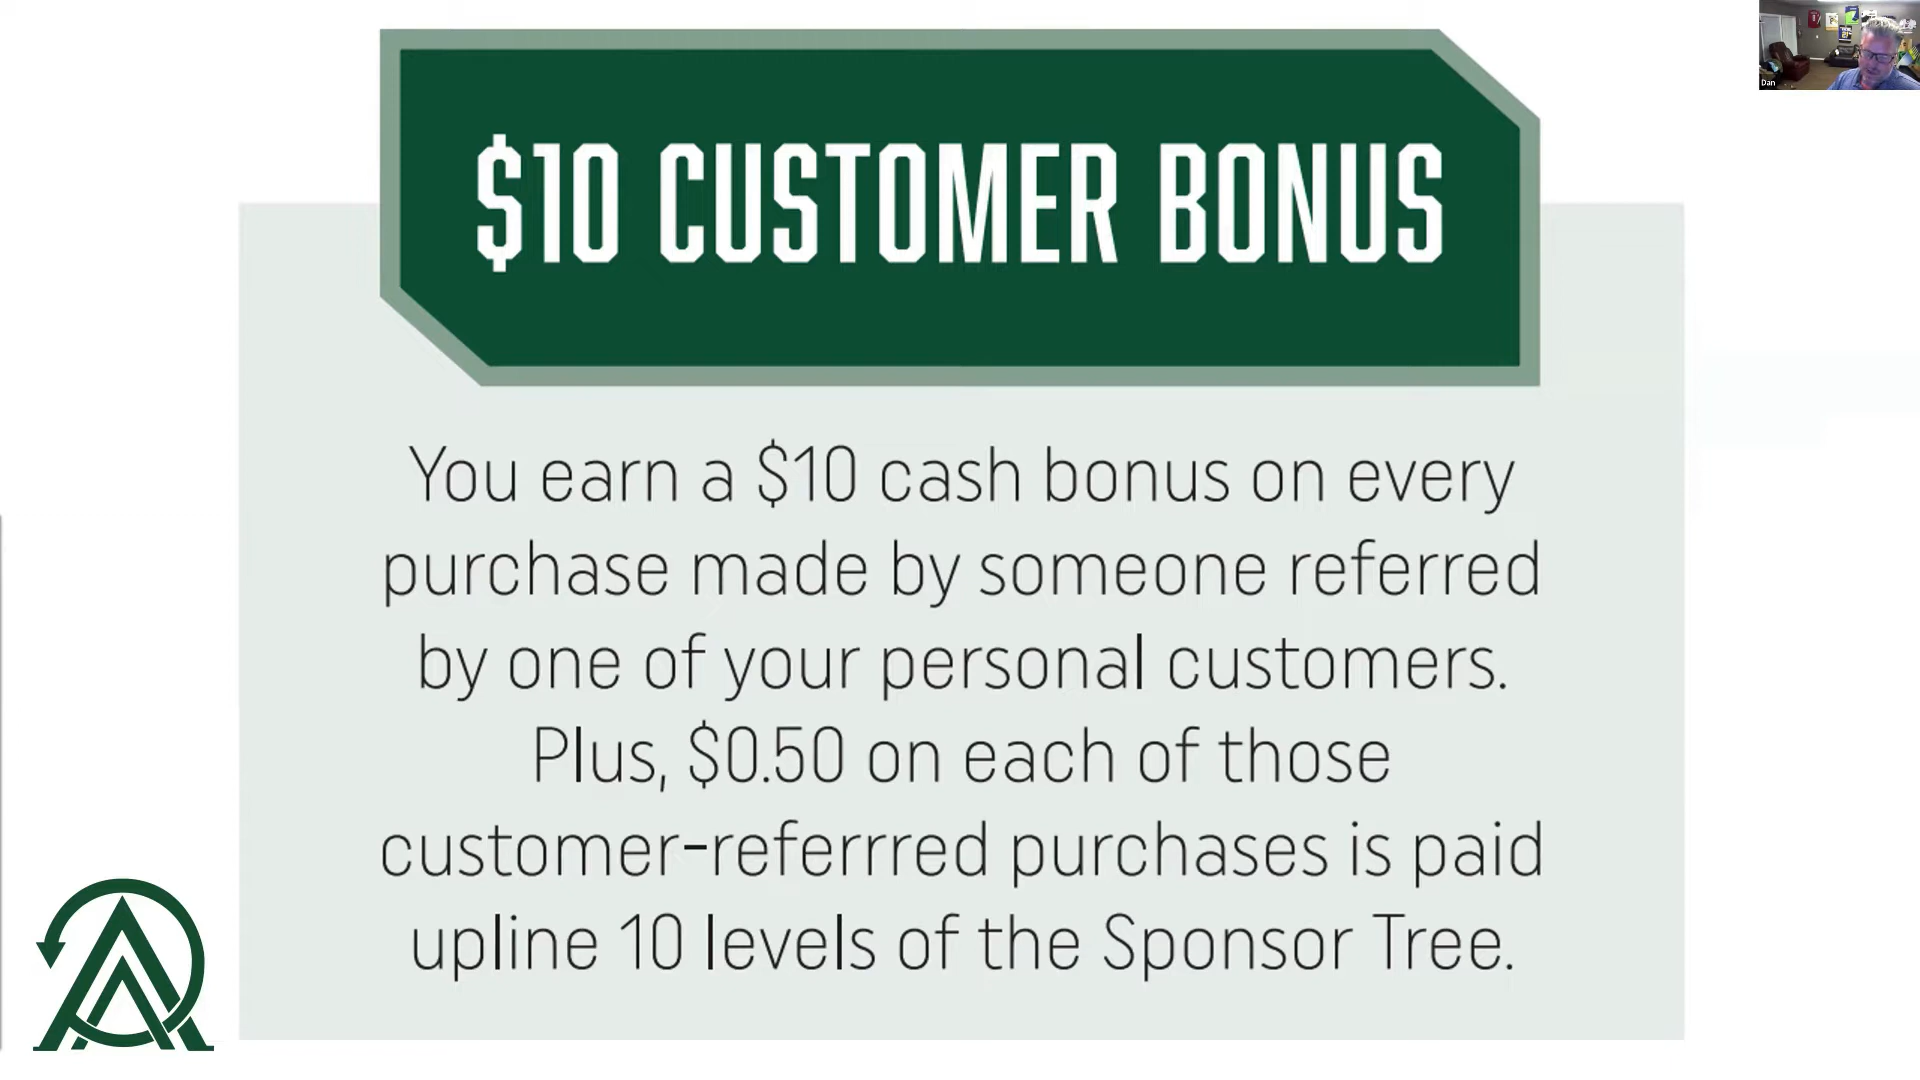 $10 CUSTOMER BONUS
You earn a $10 cash bonus on every
purchase made by someone referred
by one of your personal customers.
Plus, $0.50 on each of those
customer-referrred purchases is paid
upline 10 levels of the Sponsor Tree.
Dan